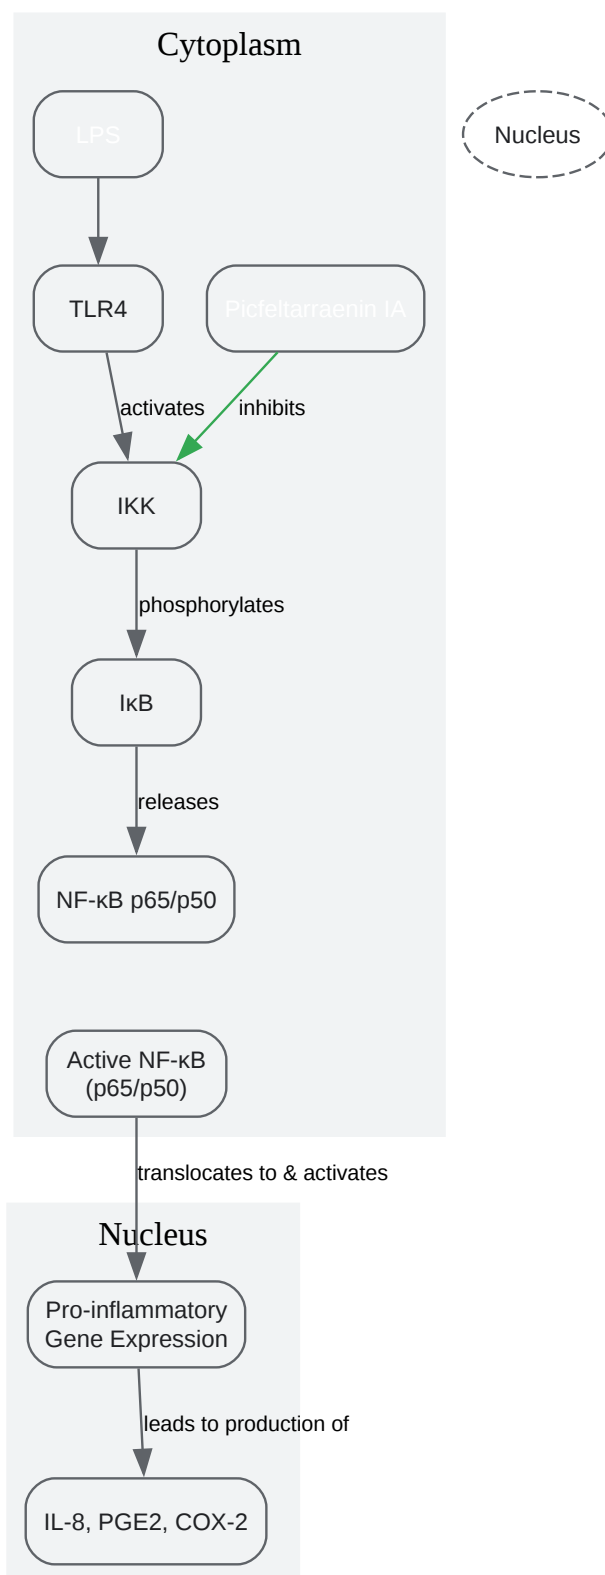 Cytoplasm
LPS
Nucleus
TLR4
Picfeltarraenin IA
activates
inhibits
IKK
phosphorylates
IκB
releases
NF-κB p65/p50
Active NF-κB
(p65/p50)
translocates to & activates
Nucleus
Pro-inflammatory
Gene Expression
leads to production of
IL-8, PGE2, COX-2